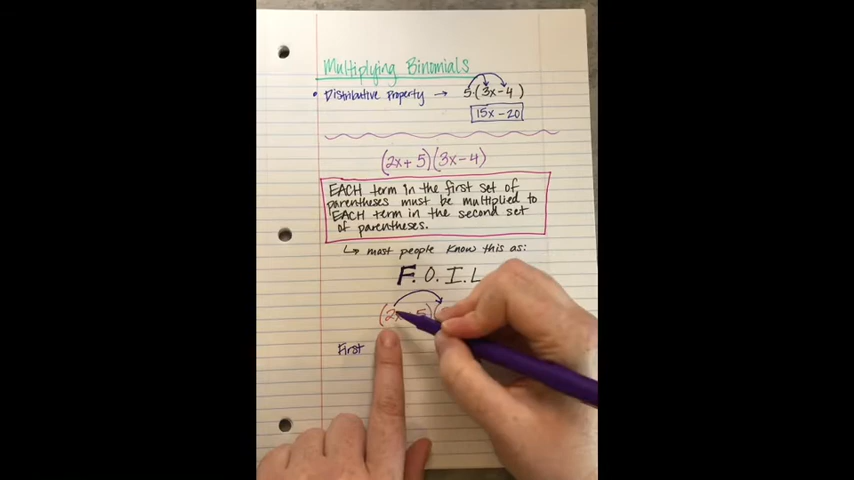 Multiplying Binomials
• Distributive Property → 5·(3x-4)
15x - 20
(2x+5)(3x-4)
EACH term in the first set of
parentheses must be multiplied to
EACH term in the second set
of parentheses.
↳ most people know this as:
F. O. I. L
(2x 5)(
First